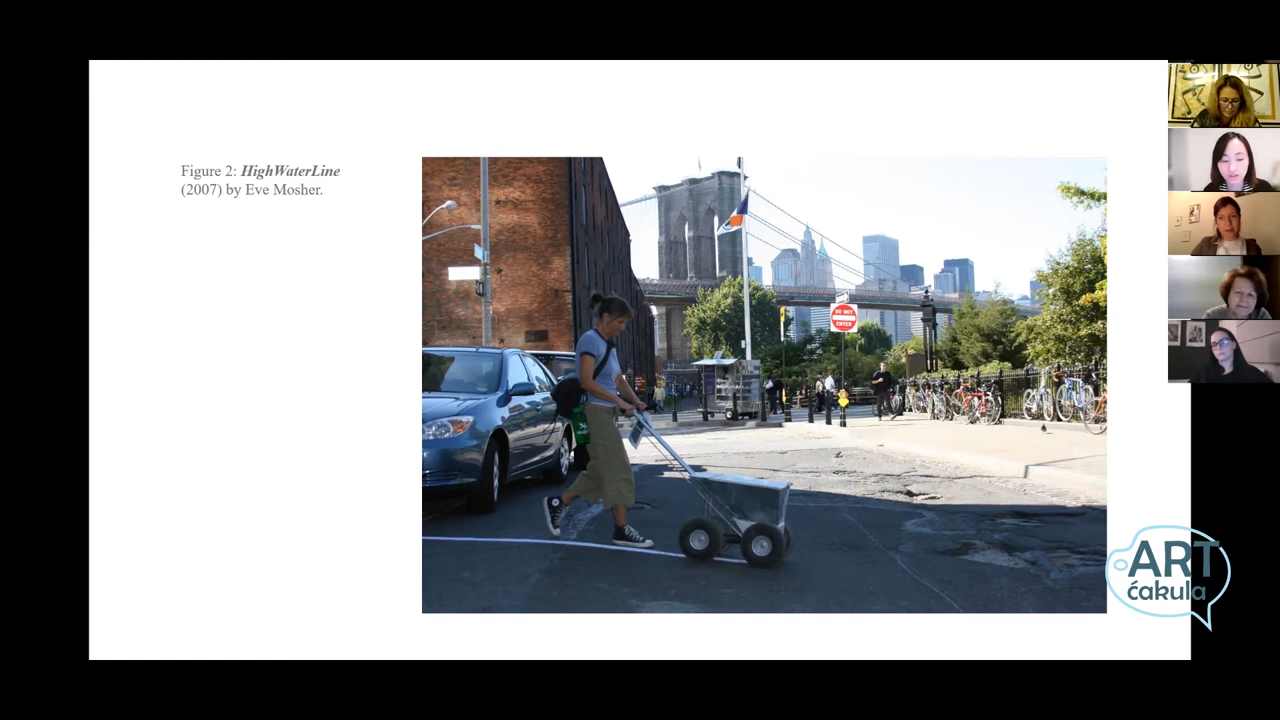 Figure 2: HighWaterLine
(2007) by Eve Mosher.
DO NOT
ENTER
ART
ćakula